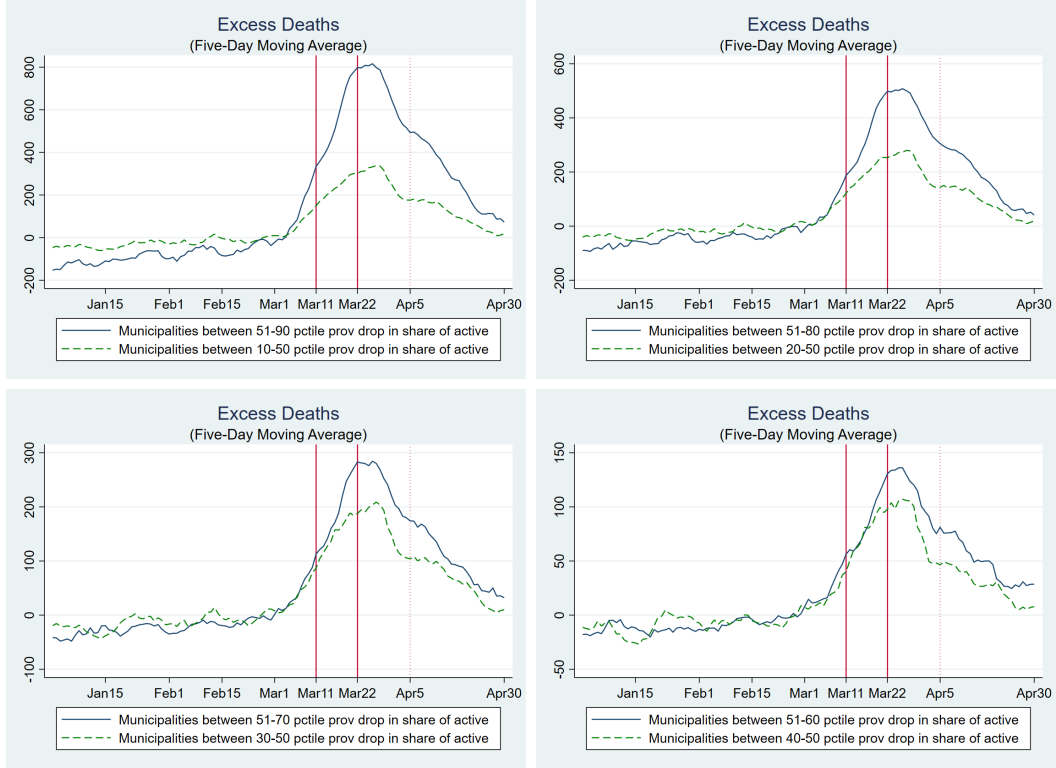 Excess Deaths
(Five-Day Moving Average)
800
600
400
200
0
-200
Jan15 Feb1 Feb15 Mar1 Mar11 Mar22 Apr5 Apr30
Municipalities between 51-90 pctile prov drop in share of active
Municipalities between 10-50 pctile prov drop in share of active
Excess Deaths
(Five-Day Moving Average)
600
400
200
0
-200
Jan15 Feb1 Feb15 Mar1 Mar11 Mar22 Apr5 Apr30
Municipalities between 51-80 pctile prov drop in share of active
Municipalities between 20-50 pctile prov drop in share of active
Excess Deaths
(Five-Day Moving Average)
300
200
100
0
-100
Jan15 Feb1 Feb15 Mar1 Mar11 Mar22 Apr5 Apr30
Municipalities between 51-70 pctile prov drop in share of active
Municipalities between 30-50 pctile prov drop in share of active
Excess Deaths
(Five-Day Moving Average)
150
100
50
0
-50
Jan15 Feb1 Feb15 Mar1 Mar11 Mar22 Apr5 Apr30
Municipalities between 51-60 pctile prov drop in share of active
Municipalities between 40-50 pctile prov drop in share of active